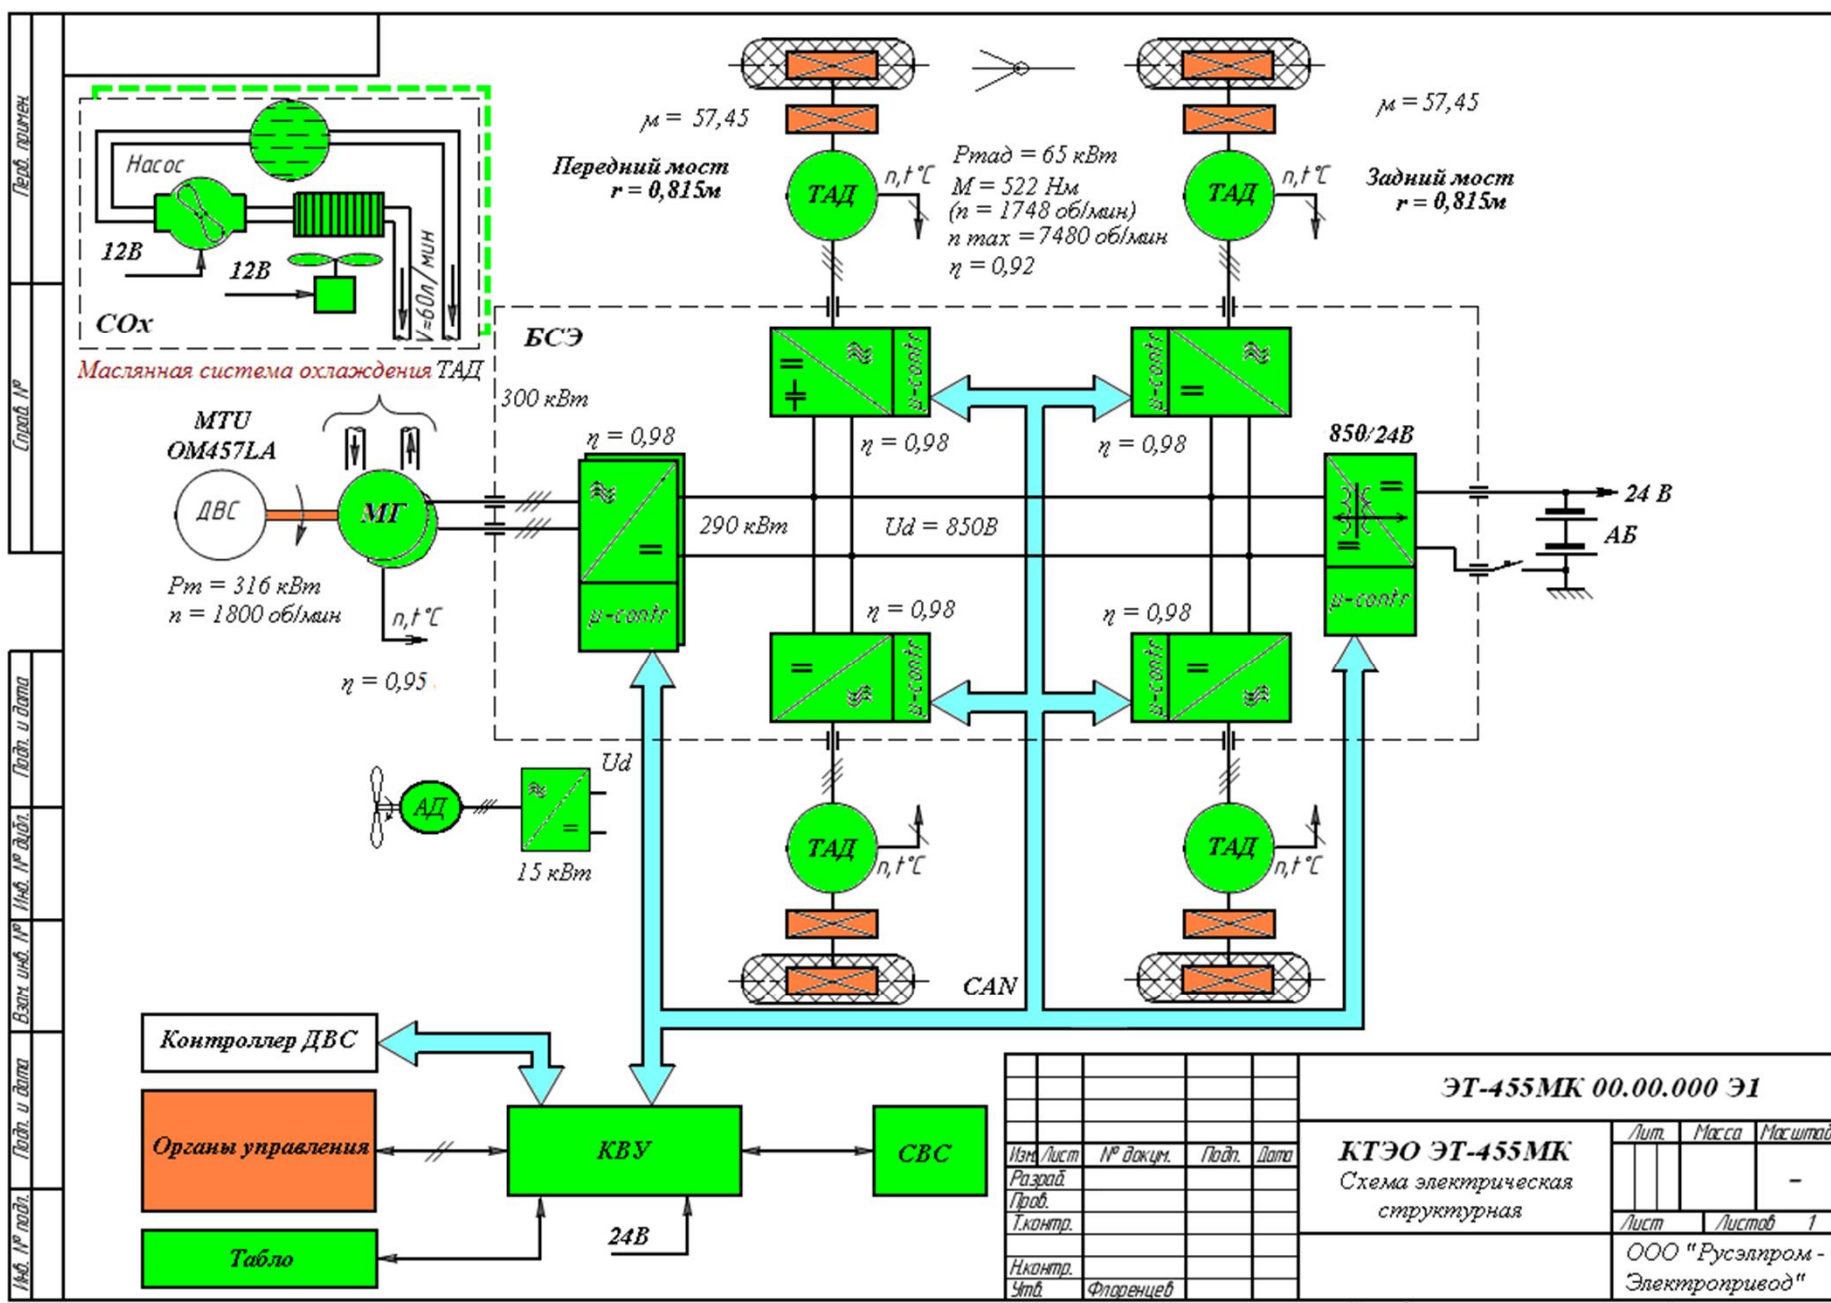 Перв. примен.
Справ. №
Подп. и дата
Инв. № дубл.
Взам. инв. №
Подп. и дата
Инв. № подл.
Насос
12В
12В
V=60л/мин
СОх
Маслянная система охлаждения ТАД
MTU
OM457LA
ДВС
МГ
Pm = 316 кВт
n = 1800 об/мин
n,t°C
η = 0,95
μ = 57,45
Передний мост
r = 0,815м
ТАД
n,t°C
Pтад = 65 кВт
M = 522 Нм
(n = 1748 об/мин)
n max = 7480 об/мин
η = 0,92
ТАД
n,t°C
μ = 57,45
Задний мост
r = 0,815м
БСЭ
300 кВт
η = 0,98
μ-contr
290 кВт
μ-contr
η = 0,98
μ-contr
η = 0,98
Ud = 850В
850/24В
μ-contr
24 В
АБ
η = 0,98
μ-contr
η = 0,98
μ-contr
Ud
АД
15 кВт
ТАД
n,t°C
ТАД
n,t°C
CAN
Контроллер ДВС
Органы управления
Табло
КВУ
24В
СВС
ЭТ-455МК 00.00.000 Э1
КТЭО ЭТ-455МК
Схема электрическая
структурная
Лит.
Масса
Масштаб
–
Лист
Листов 1
ООО "Русэлпром -
Электропривод"
Изм.
Лист
№ докум.
Подп.
Дата
Разраб.
Пров.
Т.контр.
Н.контр.
Утв.
Флоренцев